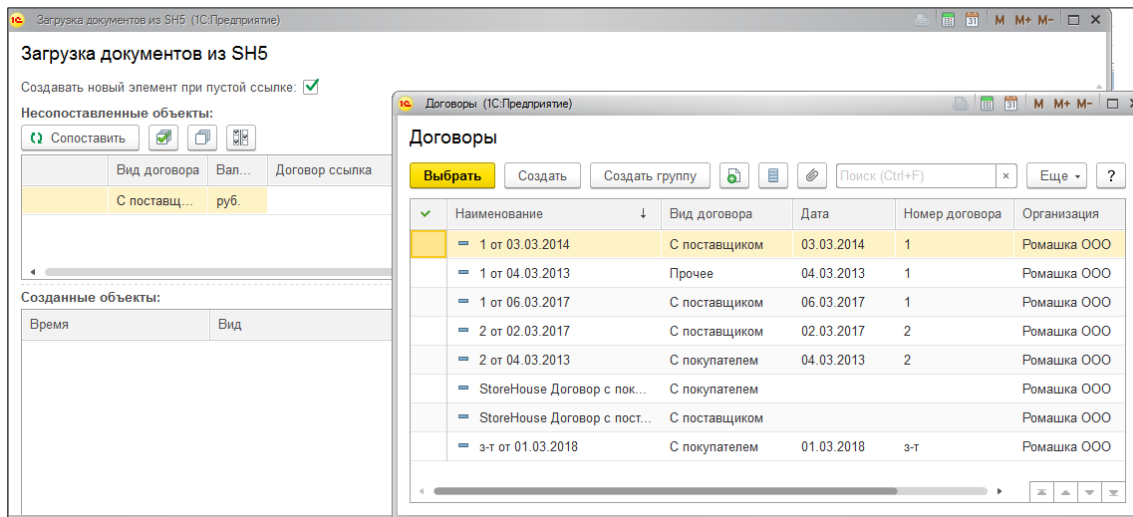 Загрузка документов из SH5 (1С:Предприятие)
M M+ M-
Загрузка документов из SH5
Создавать новый элемент при пустой ссылке:
Несопоставленные объекты:
Сопоставить
Вид договора Вал... Договор ссылка
С поставщ... руб.
Созданные объекты:
Время Вид
Договоры (1С:Предприятие)
M M+ M-
Договоры
Выбрать Создать Создать группу Поиск (Ctrl+F) × Еще ?
Наименование ↓ Вид договора Дата Номер договора Организация
1 от 03.03.2014 С поставщиком 03.03.2014 1 Ромашка ООО
1 от 04.03.2013 Прочее 04.03.2013 1 Ромашка ООО
1 от 06.03.2017 С поставщиком 06.03.2017 1 Ромашка ООО
2 от 02.03.2017 С поставщиком 02.03.2017 2 Ромашка ООО
2 от 04.03.2013 С покупателем 04.03.2013 2 Ромашка ООО
StoreHouse Договор с пок... С покупателем Ромашка ООО
StoreHouse Договор с пост... С поставщиком Ромашка ООО
з-т от 01.03.2018 С покупателем 01.03.2018 з-т Ромашка ООО